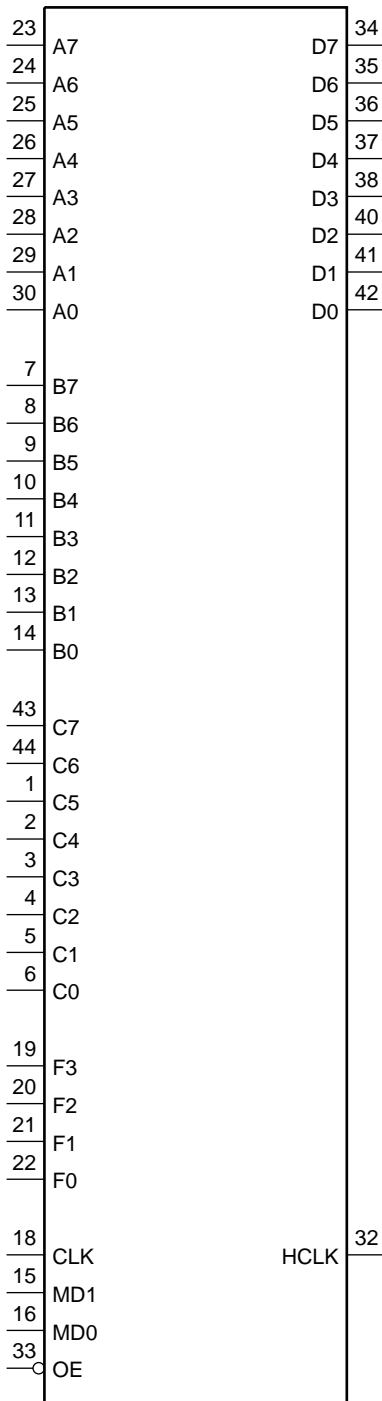 23 A7 D7 34
24 A6 D6 35
25 A5 D5 36
26 A4 D4 37
27 A3 D3 38
28 A2 D2 40
29 A1 D1 41
30 A0 D0 42
7 B7
8 B6
9 B5
10 B4
11 B3
12 B2
13 B1
14 B0
43 C7
44 C6
1 C5
2 C4
3 C3
4 C2
5 C1
6 C0
19 F3
20 F2
21 F1
22 F0
18 CLK HCLK 32
15 MD1
16 MD0
33 OE